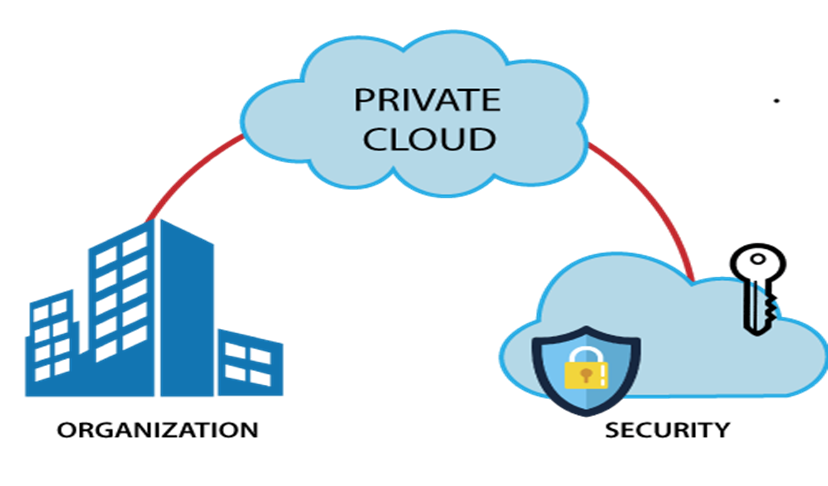 PRIVATE
CLOUD
ORGANIZATION
SECURITY